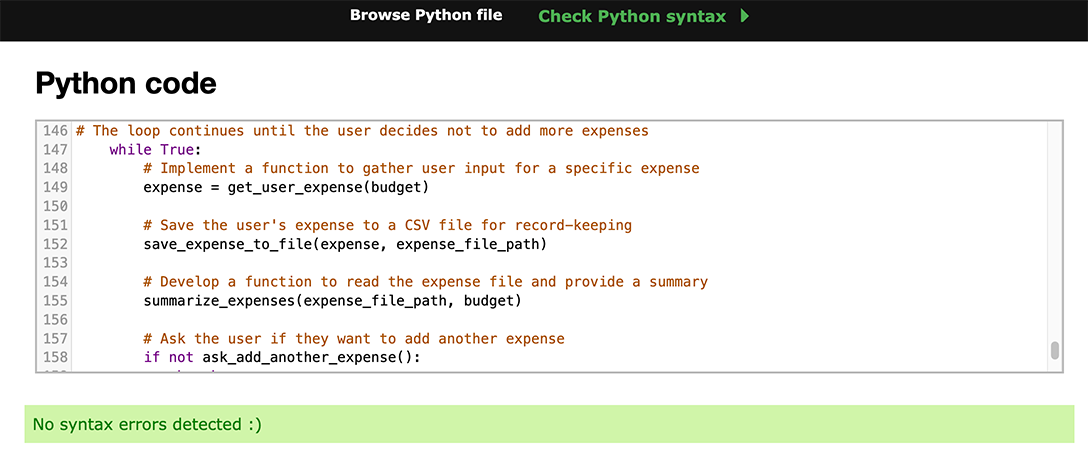 Browse Python file Check Python syntax
Python code
146 # The loop continues until the user decides not to add more expenses
147     while True:
148         # Implement a function to gather user input for a specific expense
149         expense = get_user_expense(budget)
150
151         # Save the user's expense to a CSV file for record-keeping
152         save_expense_to_file(expense, expense_file_path)
153
154         # Develop a function to read the expense file and provide a summary
155         summarize_expenses(expense_file_path, budget)
156
157         # Ask the user if they want to add another expense
158         if not ask_add_another_expense():
No syntax errors detected :)